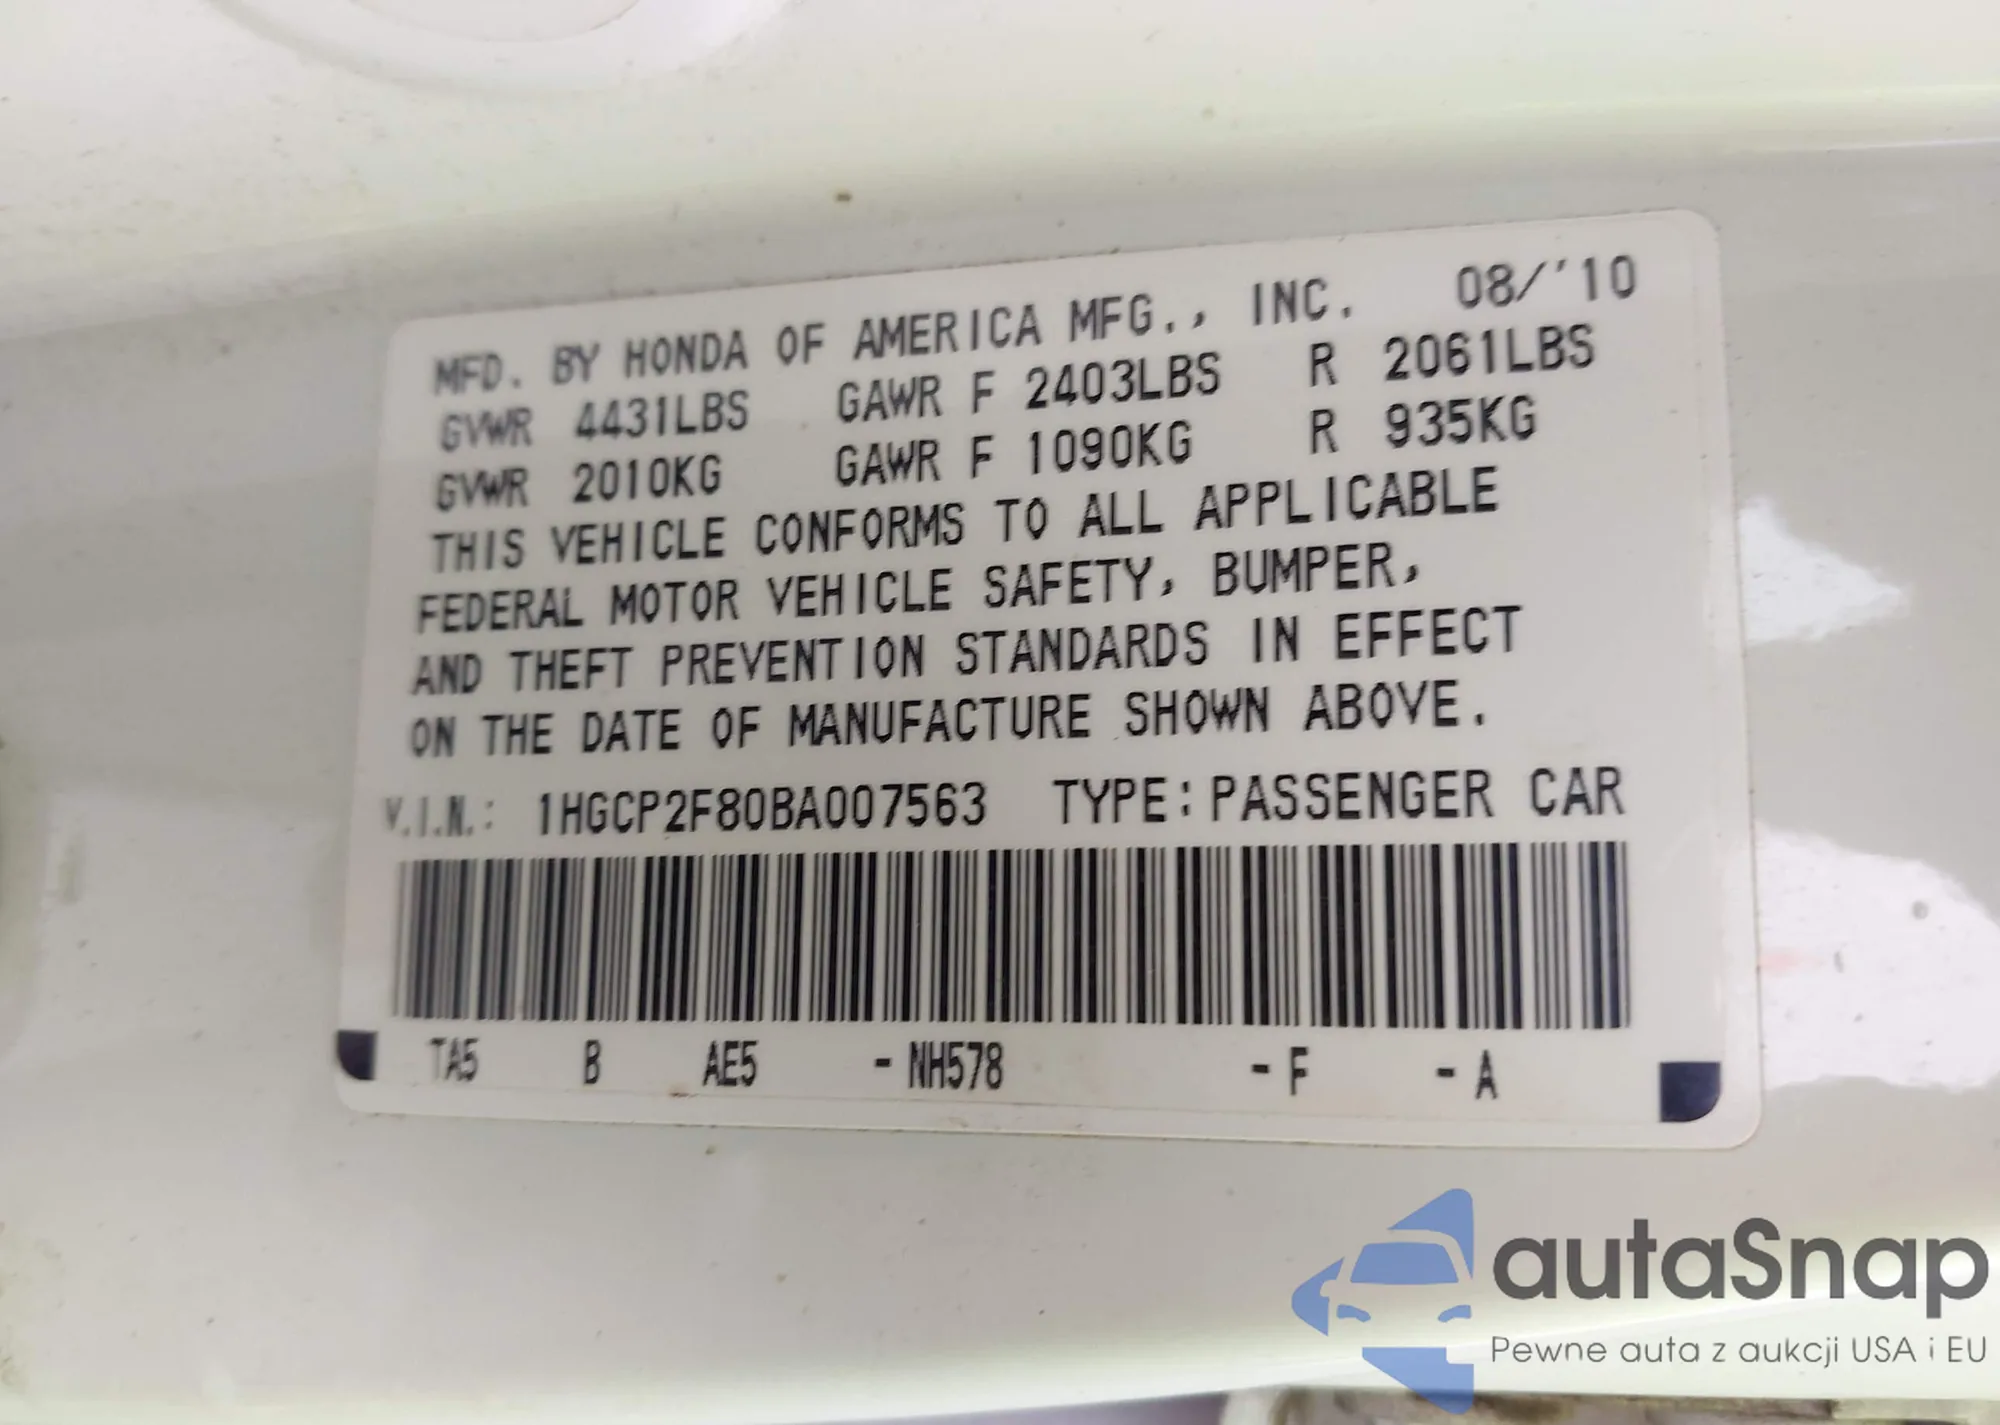 MFD. BY HONDA OF AMERICA MFG., INC. 08/'10
GVWR 4431LBS GAWR F 2403LBS R 2061LBS
GVWR 2010KG GAWR F 1090KG R 935KG
THIS VEHICLE CONFORMS TO ALL APPLICABLE
FEDERAL MOTOR VEHICLE SAFETY, BUMPER,
AND THEFT PREVENTION STANDARDS IN EFFECT
ON THE DATE OF MANUFACTURE SHOWN ABOVE.
V.I.N.: 1HGCP2F80BA007563 TYPE: PASSENGER CAR
TA5 B AE5 - NH578 - F - A
autaSnap
Pewne auta z aukcji USA i EU